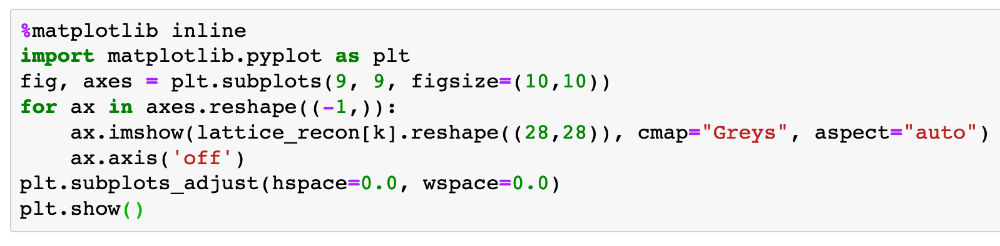 %matplotlib inline
import matplotlib.pyplot as plt
fig, axes = plt.subplots(9, 9, figsize=(10,10))
for ax in axes.reshape((-1,)):
    ax.imshow(lattice_recon[k].reshape((28,28)), cmap="Greys", aspect="auto")
    ax.axis('off')
plt.subplots_adjust(hspace=0.0, wspace=0.0)
plt.show()